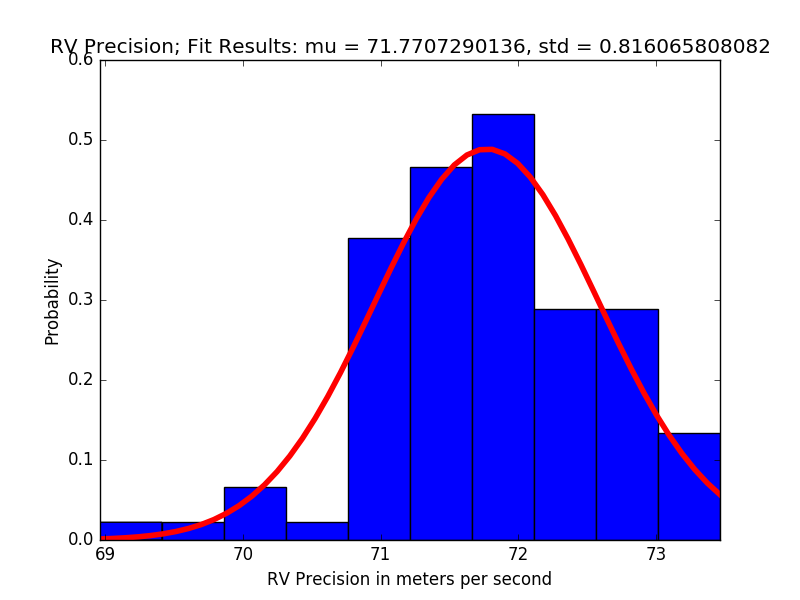 RV Precision; Fit Results: mu = 71.7707290136, std = 0.816065808082
0.6
0.5
0.4
0.3
0.2
0.1
0.0
Probability
69 70 71 72 73
RV Precision in meters per second